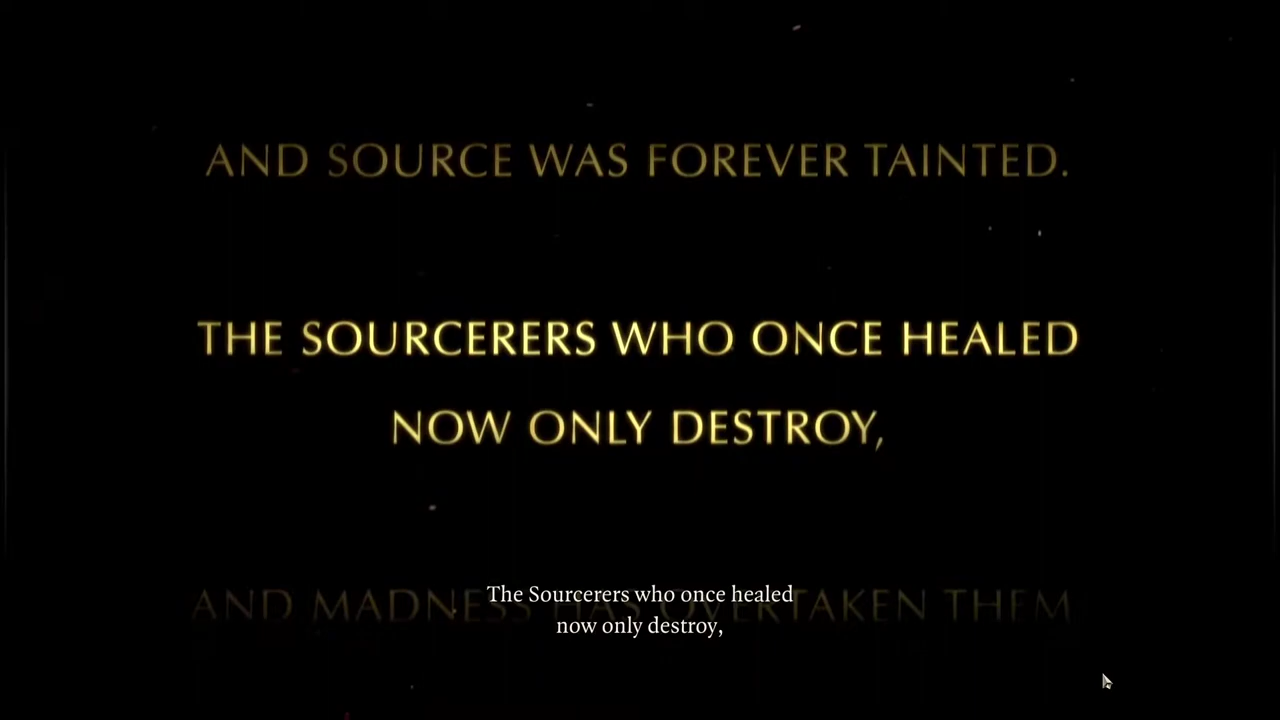 AND SOURCE WAS FOREVER TAINTED.
THE SOURCERERS WHO ONCE HEALED
NOW ONLY DESTROY,
AND MADNESS HAS OVERTAKEN THEM
The Sourcerers who once healed
now only destroy,